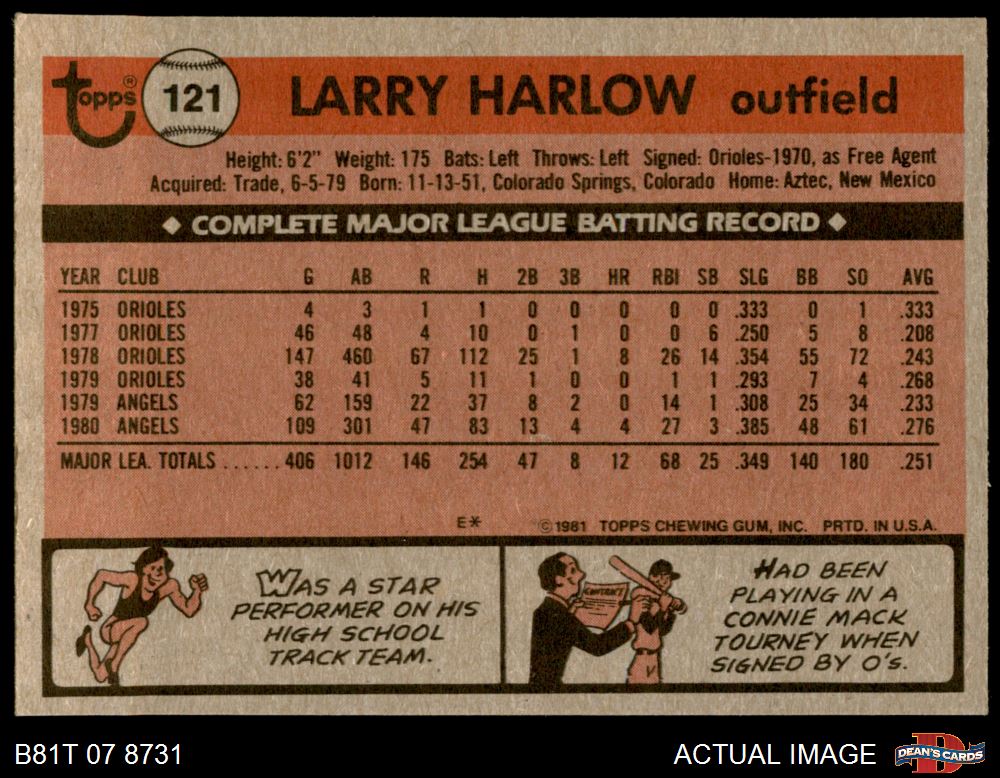 Topps® 121 LARRY HARLOW outfield
Height: 6'2" Weight: 175 Bats: Left Throws: Left Signed: Orioles-1970, as Free Agent
Acquired: Trade, 6-5-79 Born: 11-13-51, Colorado Springs, Colorado Home: Aztec, New Mexico
◆ COMPLETE MAJOR LEAGUE BATTING RECORD ◆
YEAR CLUB G AB R H 2B 3B HR RBI SB SLG BB SO AVG
1975 ORIOLES 4 3 1 1 0 0 0 0 0 .333 0 1 .333
1977 ORIOLES 46 48 4 10 0 1 0 0 6 .250 5 8 .208
1978 ORIOLES 147 460 67 112 25 1 8 26 14 .354 55 72 .243
1979 ORIOLES 38 41 5 11 1 0 0 1 1 .293 7 4 .268
1979 ANGELS 62 159 22 37 8 2 0 14 1 .308 25 34 .233
1980 ANGELS 109 301 47 83 13 4 4 27 3 .385 48 61 .276
MAJOR LEA. TOTALS ...... 406 1012 146 254 47 8 12 68 25 .349 140 180 .251
E* ©1981 TOPPS CHEWING GUM, INC. PRTD. IN U.S.A.
WAS A STAR
PERFORMER ON HIS
HIGH SCHOOL
TRACK TEAM.
CONTRACT
HAD BEEN
PLAYING IN A
CONNIE MACK
TOURNEY WHEN
SIGNED BY O'S.
B81T 07 8731
ACTUAL IMAGE
D
DEAN'S CARDS